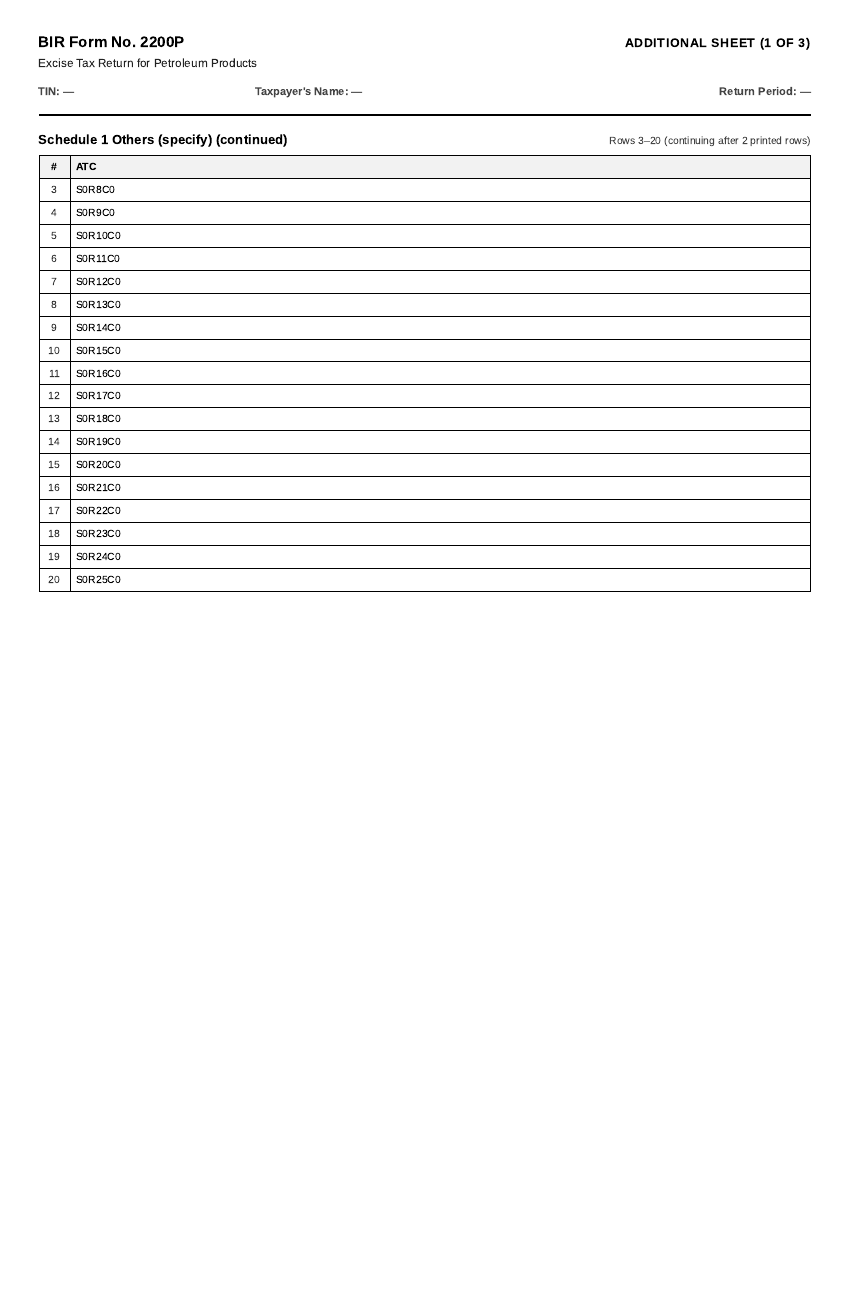 BIR Form No. 2200P
ADDITIONAL SHEET (1 OF 3)
Excise Tax Return for Petroleum Products
TIN: — Taxpayer's Name: — Return Period: —
Schedule 1 Others (specify) (continued)
Rows 3–20 (continuing after 2 printed rows)
# ATC
3 S0R8C0
4 S0R9C0
5 S0R10C0
6 S0R11C0
7 S0R12C0
8 S0R13C0
9 S0R14C0
10 S0R15C0
11 S0R16C0
12 S0R17C0
13 S0R18C0
14 S0R19C0
15 S0R20C0
16 S0R21C0
17 S0R22C0
18 S0R23C0
19 S0R24C0
20 S0R25C0